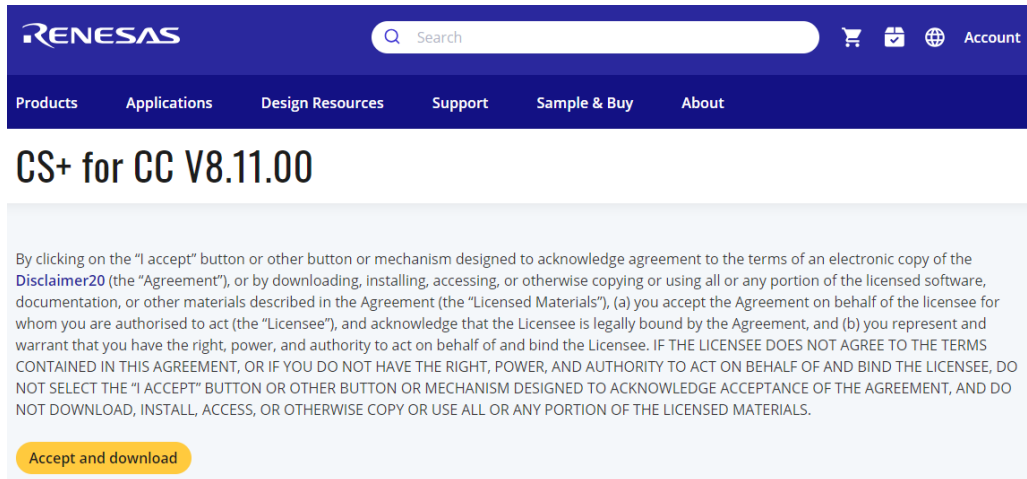 RENESAS
Search
Account
Products Applications Design Resources Support Sample & Buy About
CS+ for CC V8.11.00
By clicking on the “I accept” button or other button or mechanism designed to acknowledge agreement to the terms of an electronic copy of the
Disclaimer20 (the “Agreement”), or by downloading, installing, accessing, or otherwise copying or using all or any portion of the licensed software,
documentation, or other materials described in the Agreement (the “Licensed Materials”), (a) you accept the Agreement on behalf of the licensee for
whom you are authorised to act (the “Licensee”), and acknowledge that the Licensee is legally bound by the Agreement, and (b) you represent and
warrant that you have the right, power, and authority to act on behalf of and bind the Licensee. IF THE LICENSEE DOES NOT AGREE TO THE TERMS
CONTAINED IN THIS AGREEMENT, OR IF YOU DO NOT HAVE THE RIGHT, POWER, AND AUTHORITY TO ACT ON BEHALF OF AND BIND THE LICENSEE, DO
NOT SELECT THE “I ACCEPT” BUTTON OR OTHER BUTTON OR MECHANISM DESIGNED TO ACKNOWLEDGE ACCEPTANCE OF THE AGREEMENT, AND DO
NOT DOWNLOAD, INSTALL, ACCESS, OR OTHERWISE COPY OR USE ALL OR ANY PORTION OF THE LICENSED MATERIALS.
Accept and download